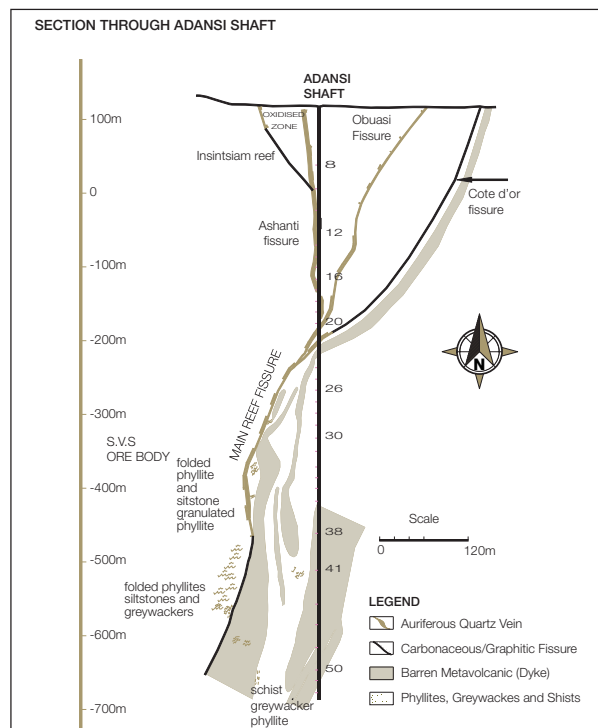 SECTION THROUGH ADANSI SHAFT
ADANSI
SHAFT
100m
0
-100m
-200m
-300m
-400m
-500m
-600m
-700m
OXIDISED
ZONE
Obuasi
Fissure
Insintsiam reef
8
Cote d'or
fissure
Ashanti
fissure
12
16
20
MAIN REEF FISSURE
26
30
N
S.V.S
ORE BODY
folded
phyllite
and
sitstone
granulated
phyllite
38
41
50
folded phyllites
siltstones and
greywackers
schist
greywacker
phyllite
Scale
0 120m
LEGEND
Auriferous Quartz Vein
Carbonaceous/Graphitic Fissure
Barren Metavolcanic (Dyke)
Phyllites, Greywackes and Shists